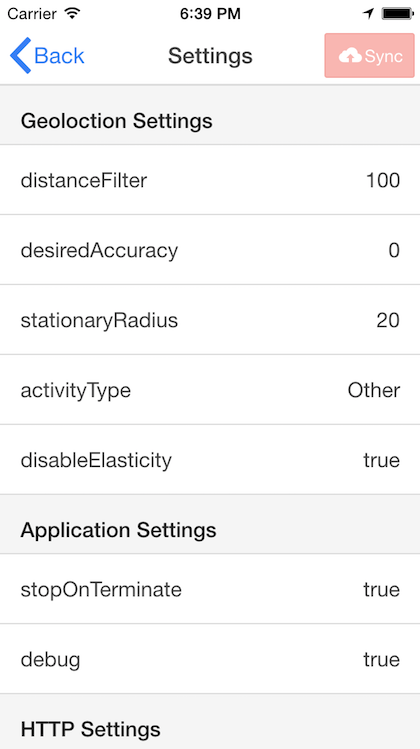 Carrier 6:39 PM
Back Settings Sync
Geoloction Settings
distanceFilter 100
desiredAccuracy 0
stationaryRadius 20
activityType Other
disableElasticity true
Application Settings
stopOnTerminate true
debug true
HTTP Settings